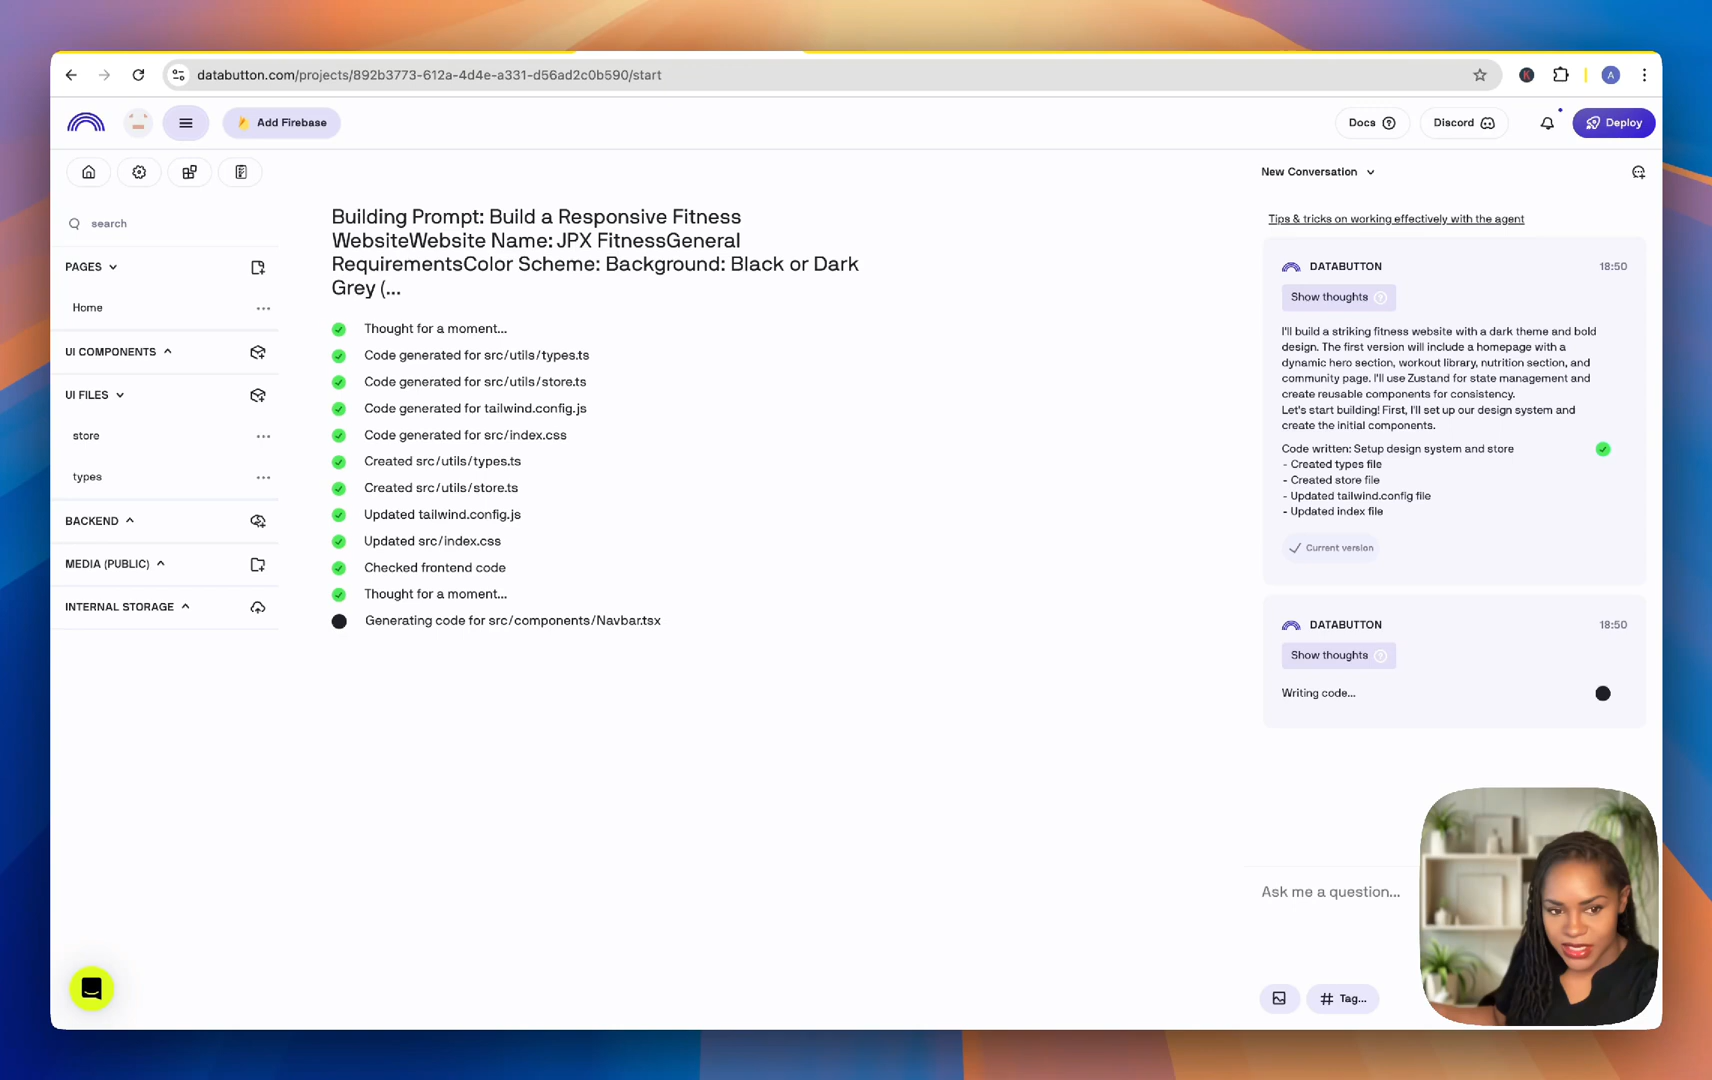 databutton.com/projects/892b3773-612a-4d4e-a331-d56ad2c0b590/start
K
A
Add Firebase
Docs
Discord
Deploy
New Conversation
search
PAGES
Home
UI COMPONENTS
UI FILES
store
types
BACKEND
MEDIA (PUBLIC)
INTERNAL STORAGE
Building Prompt: Build a Responsive Fitness
WebsiteWebsite Name: JPX FitnessGeneral
RequirementsColor Scheme: Background: Black or Dark
Grey (...
Thought for a moment...
Code generated for src/utils/types.ts
Code generated for src/utils/store.ts
Code generated for tailwind.config.js
Code generated for src/index.css
Created src/utils/types.ts
Created src/utils/store.ts
Updated tailwind.config.js
Updated src/index.css
Checked frontend code
Thought for a moment...
Generating code for src/components/Navbar.tsx
Tips & tricks on working effectively with the agent
DATABUTTON 18:50
Show thoughts
I'll build a striking fitness website with a dark theme and bold
design. The first version will include a homepage with a
dynamic hero section, workout library, nutrition section, and
community page. I'll use Zustand for state management and
create reusable components for consistency.
Let's start building! First, I'll set up our design system and
create the initial components.
Code written: Setup design system and store
- Created types file
- Created store file
- Updated tailwind.config file
- Updated index file
Current version
DATABUTTON 18:50
Show thoughts
Writing code...
Ask me a question...
Tag...